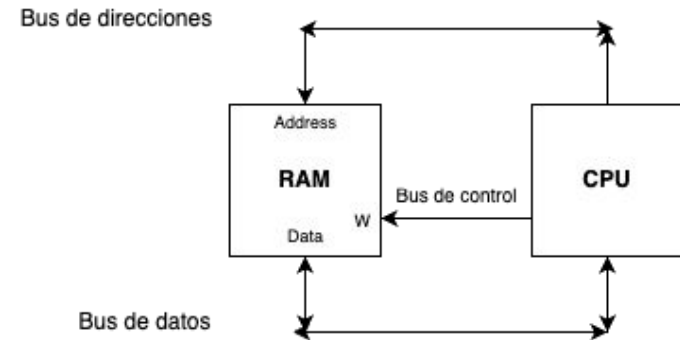 Bus de direcciones
Address
RAM
CPU
Bus de control
W
Data
Bus de datos